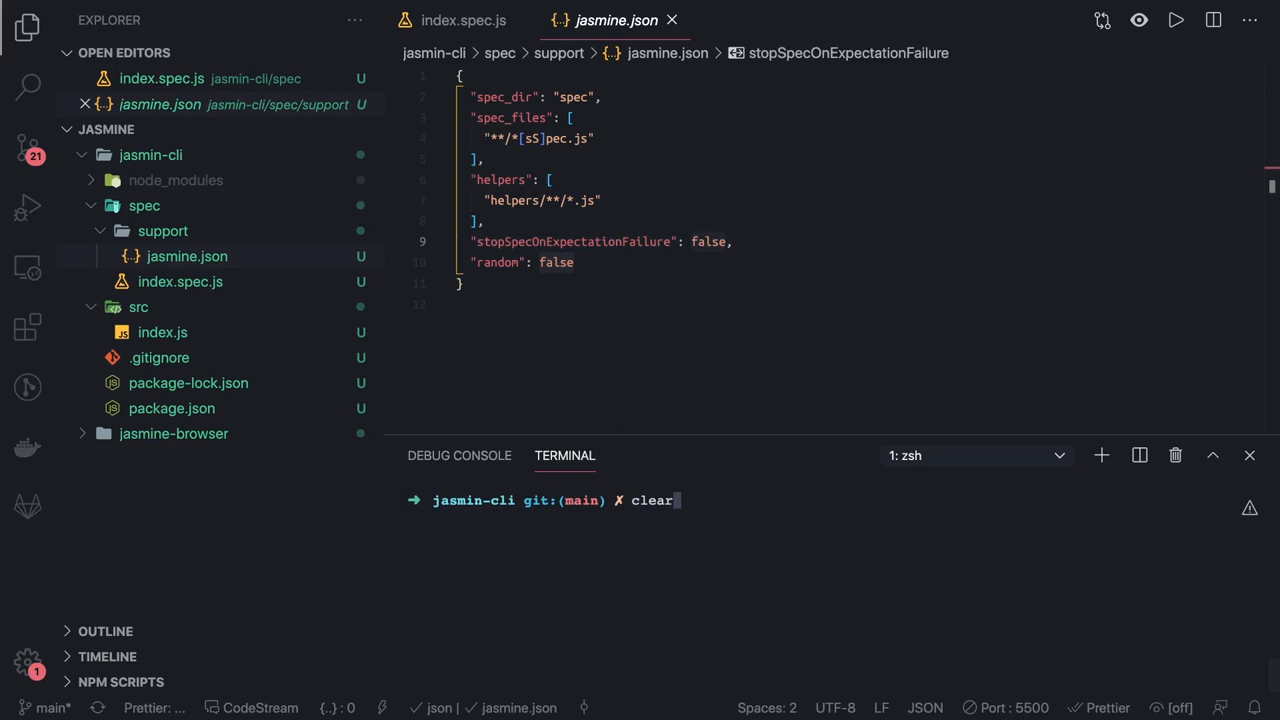 EXPLORER
OPEN EDITORS
index.spec.js jasmin-cli/spec U
jasmine.json jasmin-cli/spec/support U
JASMINE
jasmin-cli
node_modules
spec
support
jasmine.json U
index.spec.js U
src
index.js U
.gitignore U
package-lock.json U
package.json U
jasmine-browser
OUTLINE
TIMELINE
NPM SCRIPTS
21
1
index.spec.js
{..} jasmine.json
jasmin-cli > spec > support > {..} jasmine.json > stopSpecOnExpectationFailure
1 {
2 "spec_dir": "spec",
3 "spec_files": [
4 "**/*[sS]pec.js"
5 ],
6 "helpers": [
7 "helpers/**/*.js"
8 ],
9 "stopSpecOnExpectationFailure": false,
10 "random": false
11 }
12
DEBUG CONSOLE TERMINAL 1: zsh
➜ jasmin-cli git:(main) ✗ clear
main* Prettier: ... CodeStream {..} : 0 ✓ json | ✓ jasmine.json Spaces: 2 UTF-8 LF JSON Port : 5500 Prettier [off]